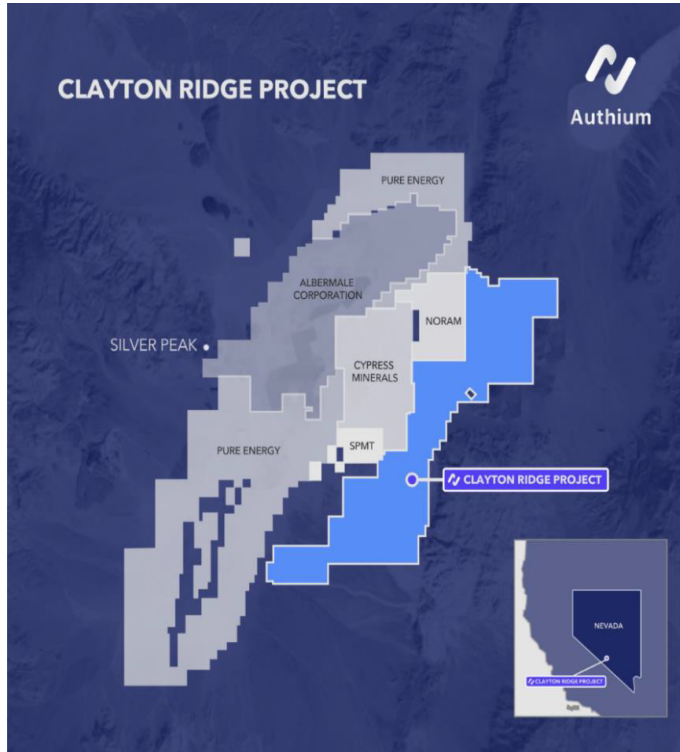 CLAYTON RIDGE PROJECT
Authium
PURE ENERGY
ALBERMALE
CORPORATION
NORAM
SILVER PEAK
CYPRESS
MINERALS
SPMT
PURE ENERGY
CLAYTON RIDGE PROJECT
NEVADA
CLAYTON RIDGE PROJECT